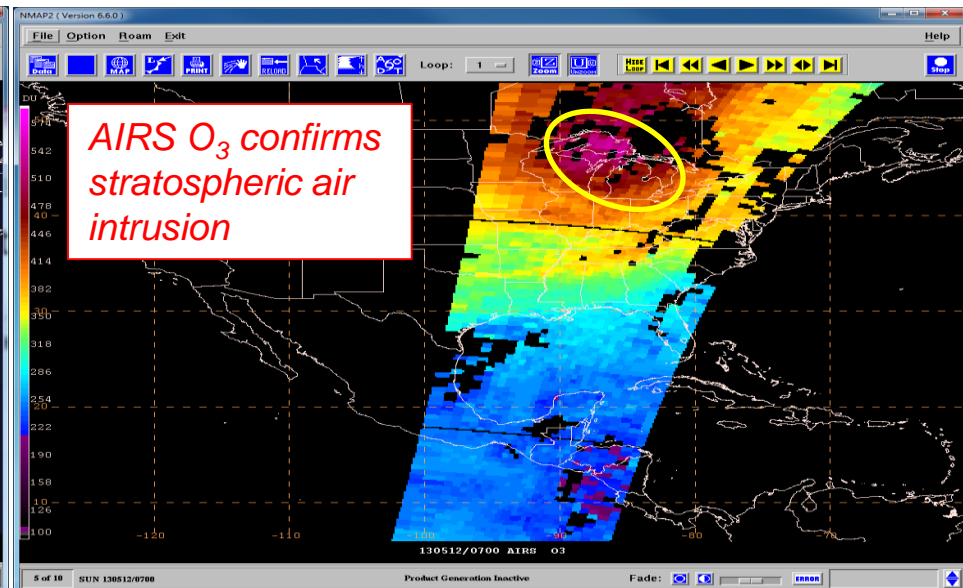 NMAP2 ( Version 6.6.0 )
File Option Roam Exit Help
Data MAP PRINT RELOAD Loop: 1 Zoom UNZOOM HIDE LOOP Stop
DU
AIRS O3 confirms
stratospheric air
intrusion
542
510
478
40
446
414
382
30
350
318
286
254
20
222
190
158
126
10
100
-120 -110 -100 -90 -80 -70
130512/0700 AIRS O3
5 of 10 SUN 130512/0700 Product Generation Inactive Fade: ERROR